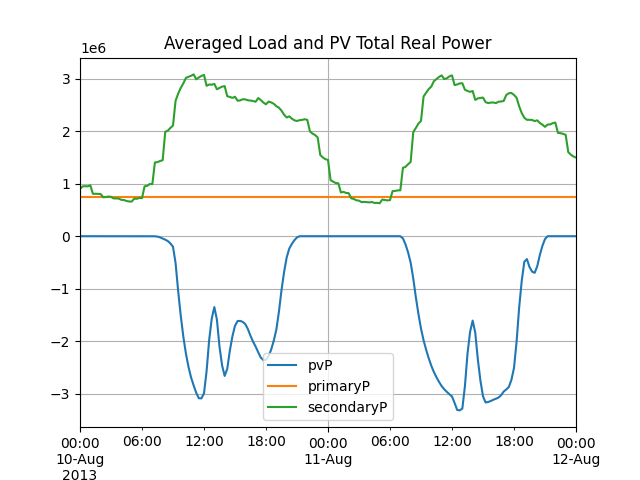 Averaged Load and PV Total Real Power
1e6
3
2
1
0
−1
−2
−3
pvP
primaryP
secondaryP
00:00 06:00 12:00 18:00 00:00 06:00 12:00 18:00 00:00
10-Aug 11-Aug 12-Aug
2013